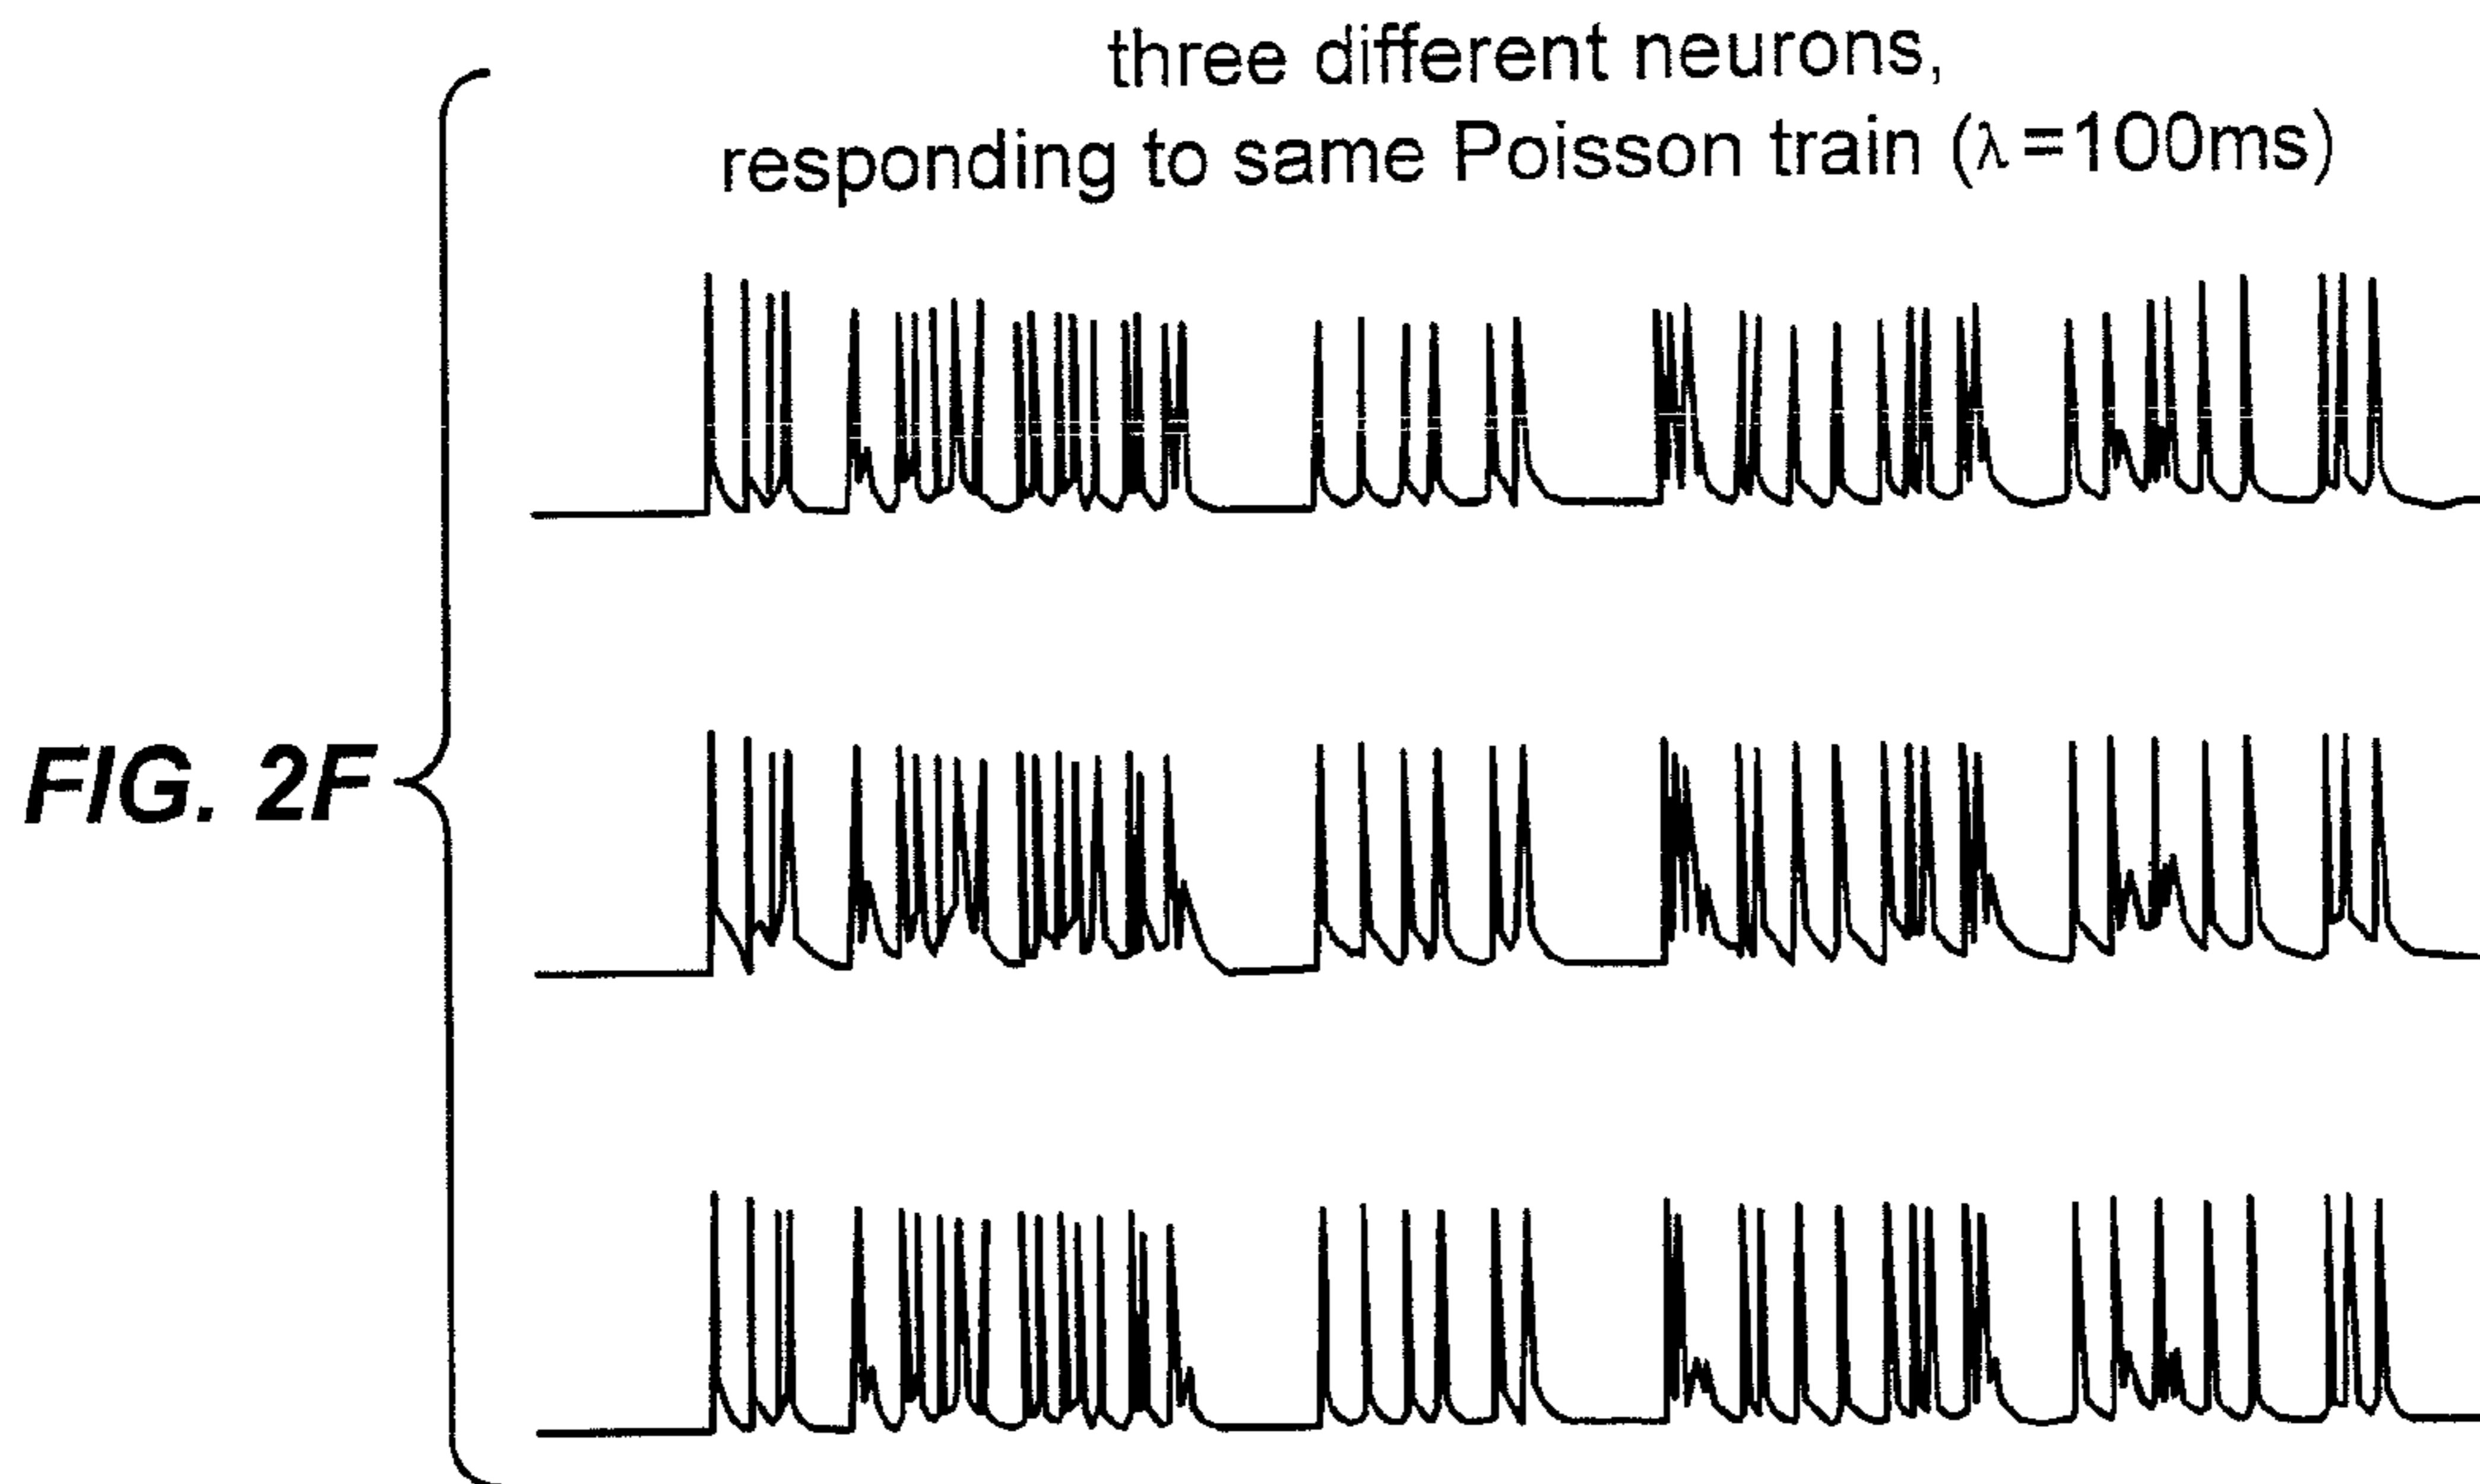 three different neurons,
responding to same Poisson train (λ=100ms)
FIG. 2F